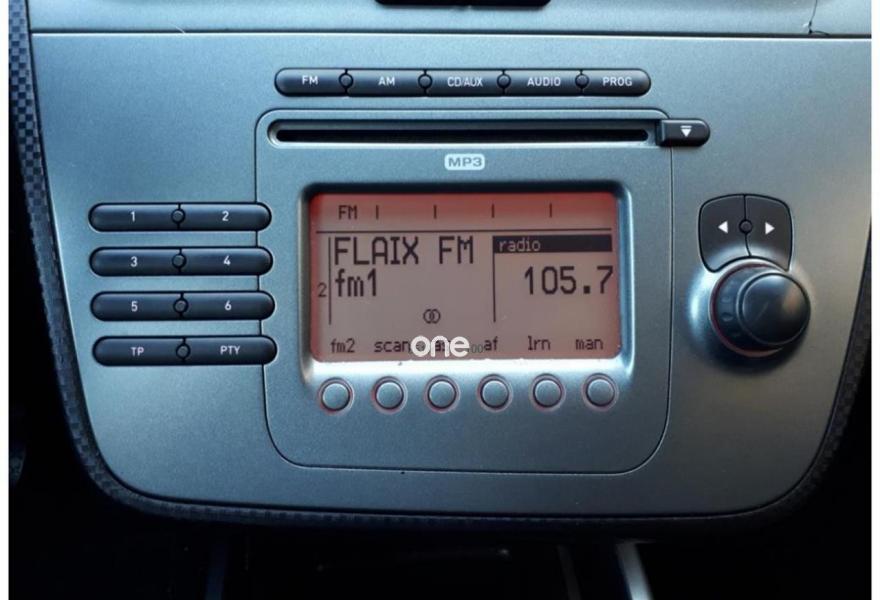 FM AM CD/AUX AUDIO PROG
MP3
1 2
3 4
5 6
TP PTY
FM
FLAIX FM radio
2 fm1 105.7
fm2 scan as af lrn man
one